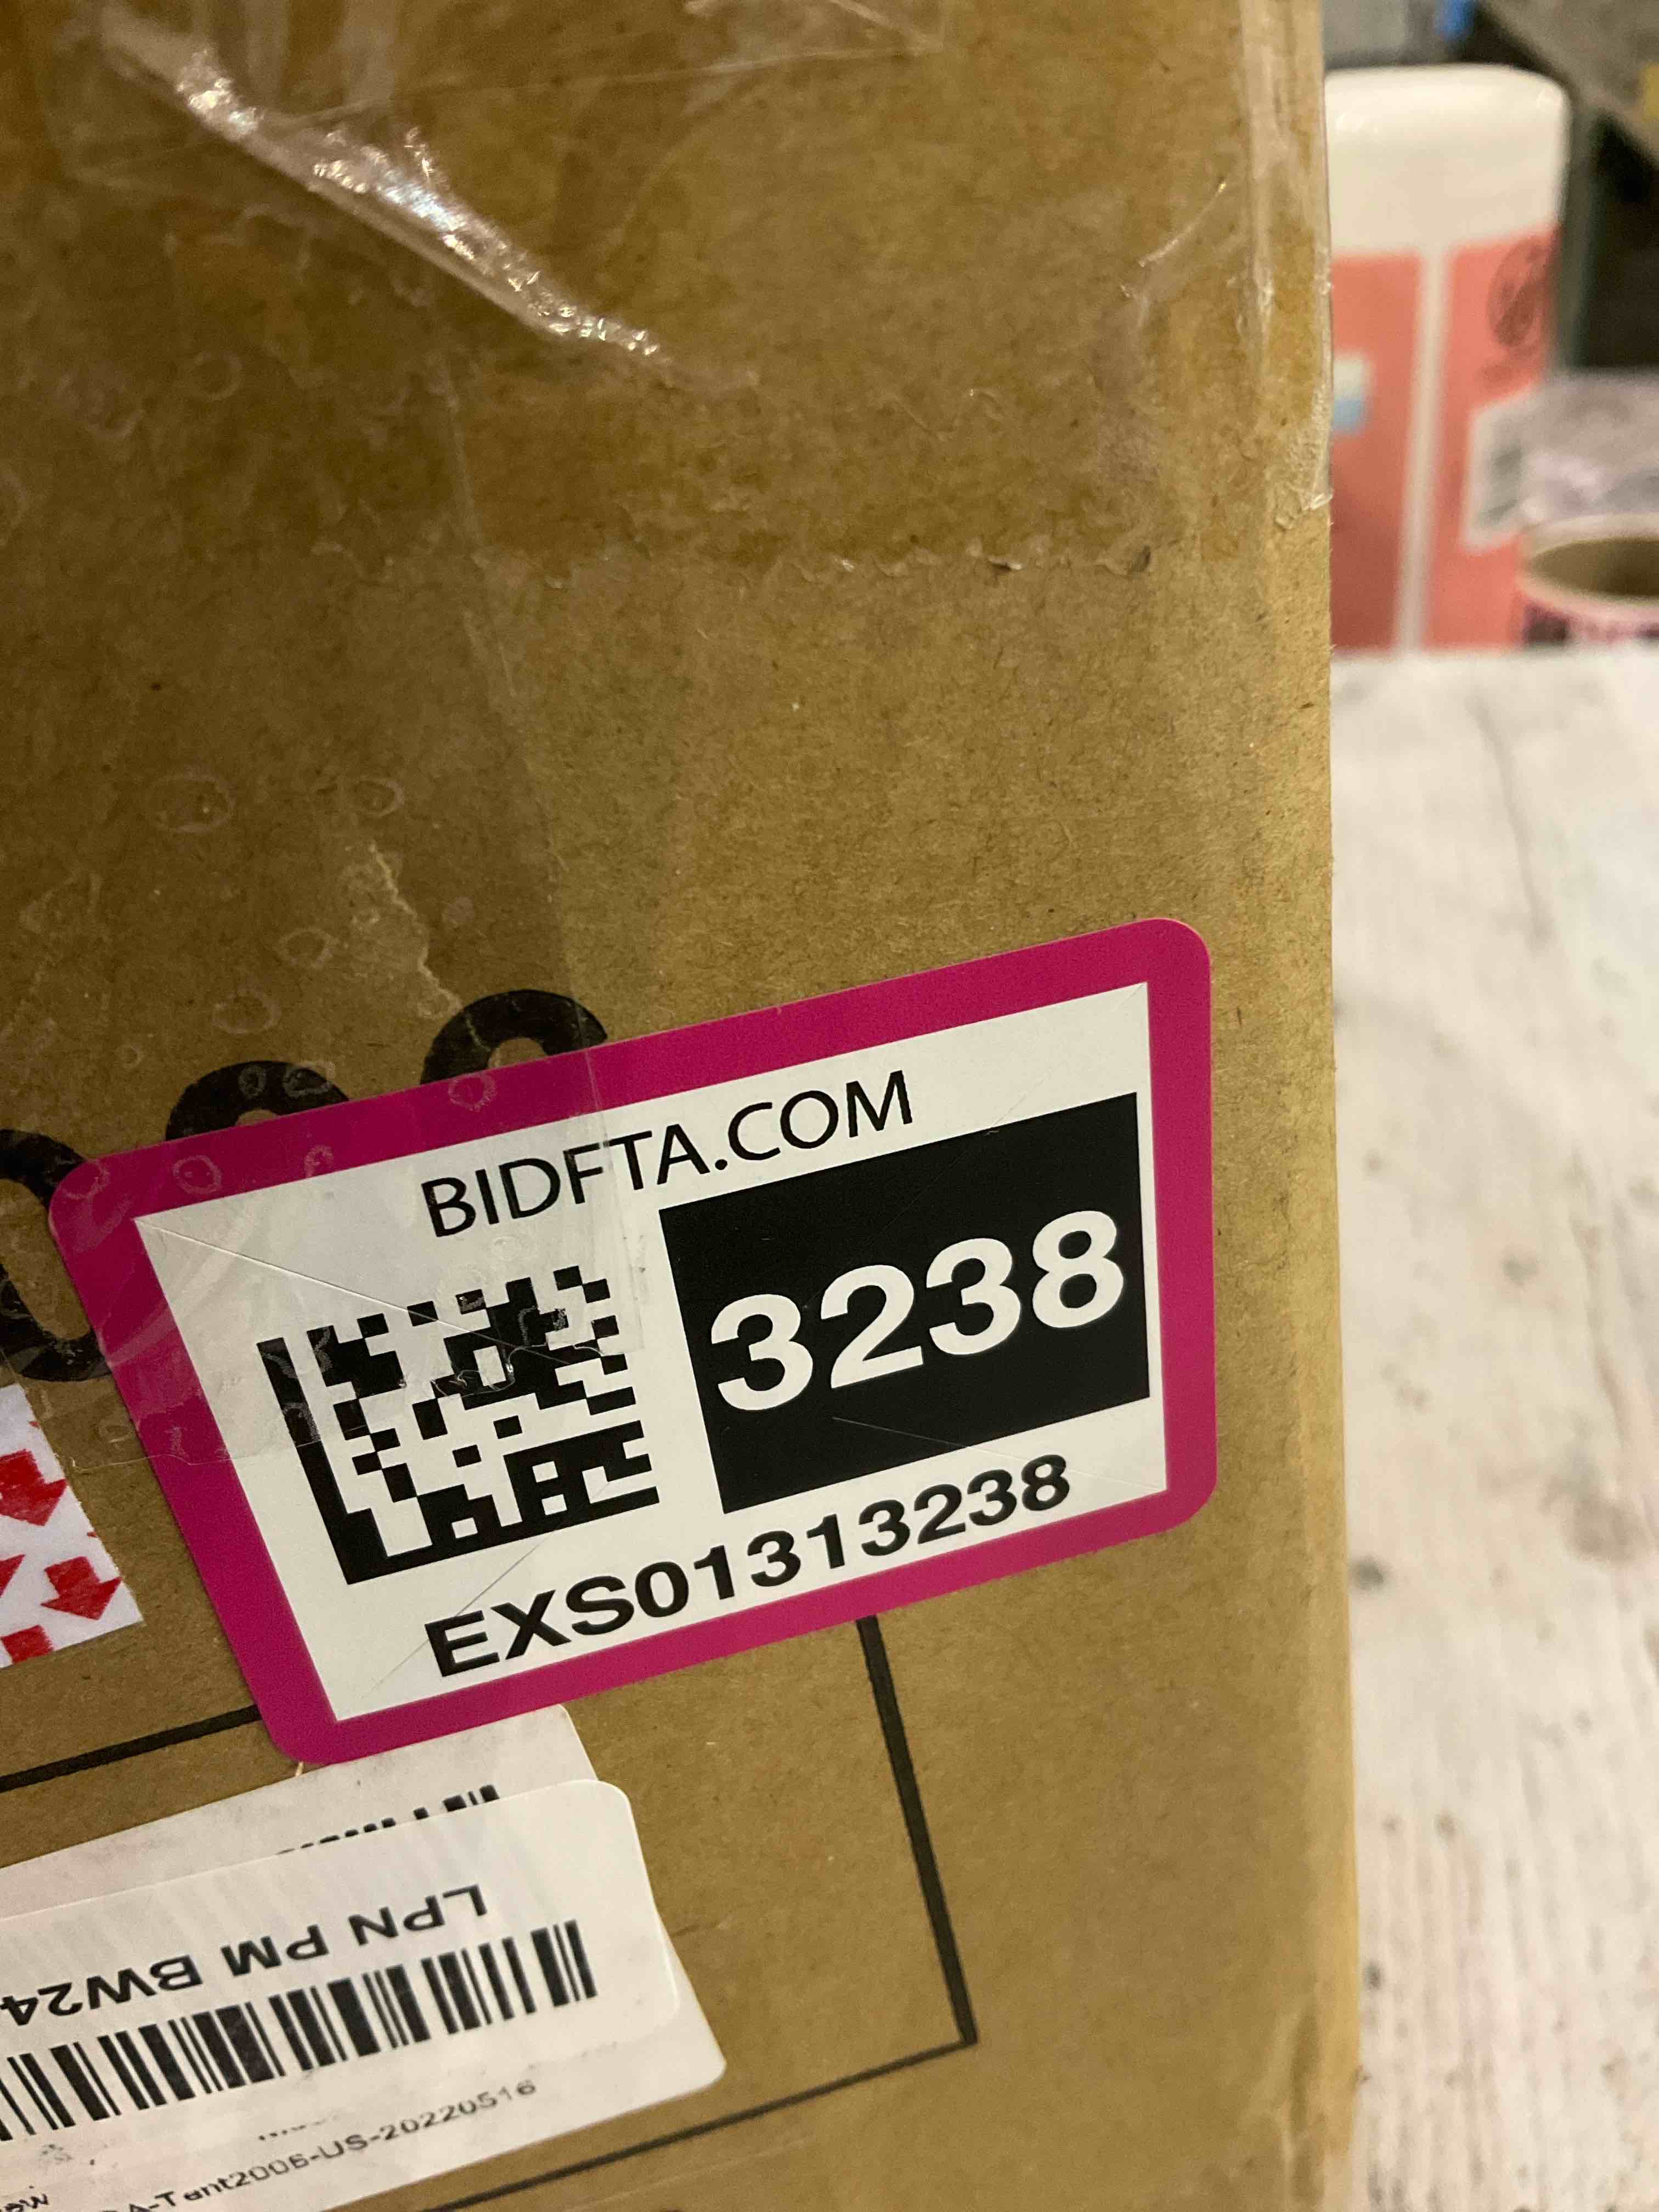 BIDFTA.COM
3238
EXS01313238
LPN PM BW24
A-Tent2006-US-20220516